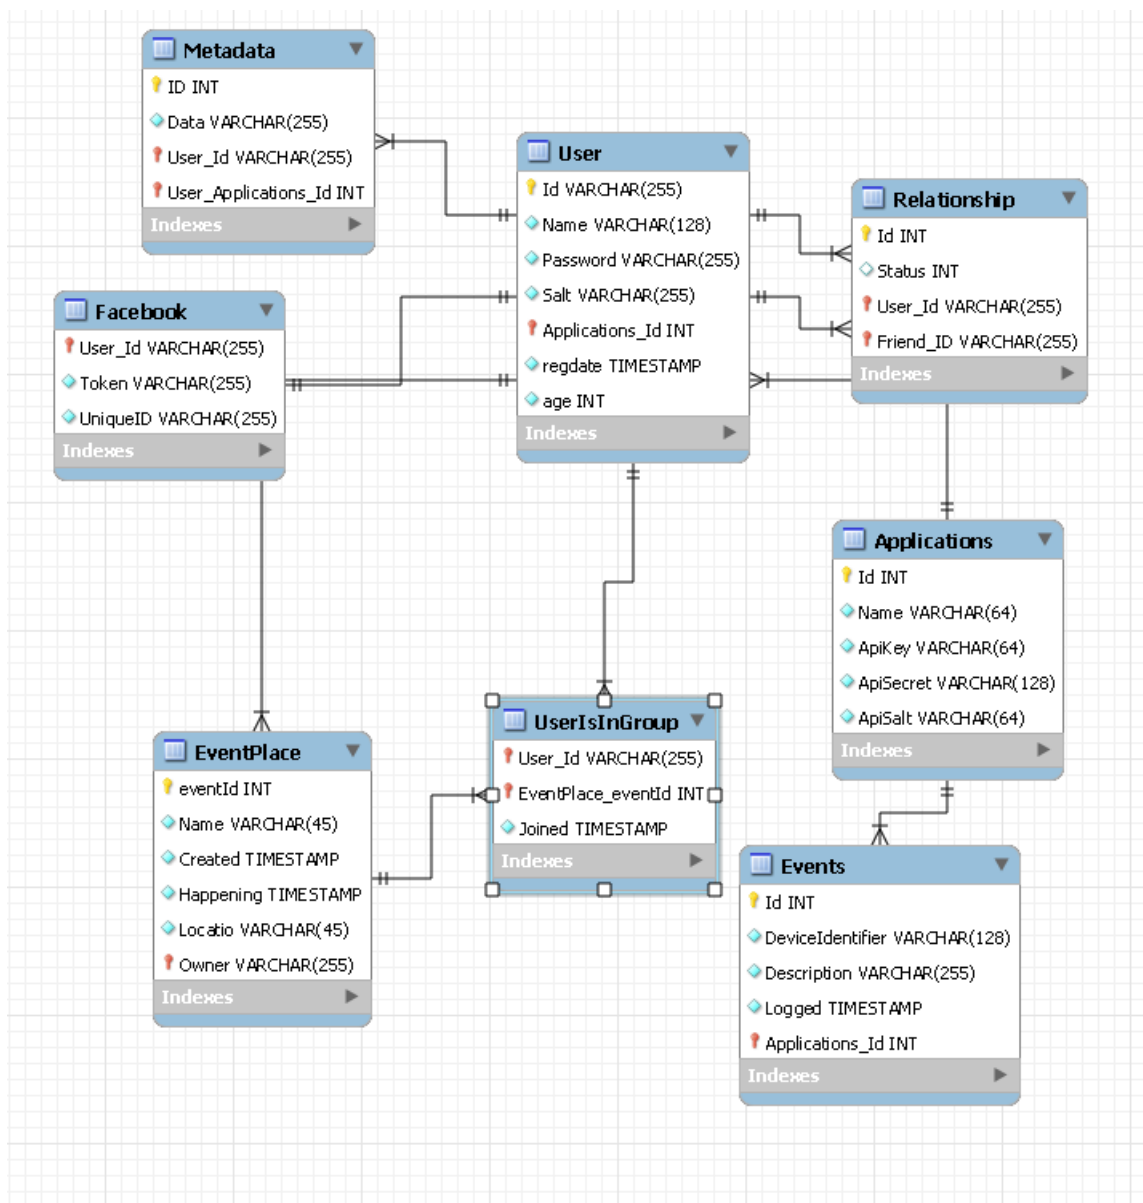 Metadata
ID INT
Data VARCHAR(255)
User_Id VARCHAR(255)
User_Applications_Id INT
Indexes
User
Id VARCHAR(255)
Name VARCHAR(128)
Password VARCHAR(255)
Salt VARCHAR(255)
Applications_Id INT
regdate TIMESTAMP
age INT
Indexes
Relationship
Id INT
Status INT
User_Id VARCHAR(255)
Friend_ID VARCHAR(255)
Indexes
Facebook
User_Id VARCHAR(255)
Token VARCHAR(255)
UniqueID VARCHAR(255)
Indexes
Applications
Id INT
Name VARCHAR(64)
ApiKey VARCHAR(64)
ApiSecret VARCHAR(128)
ApiSalt VARCHAR(64)
Indexes
EventPlace
eventId INT
Name VARCHAR(45)
Created TIMESTAMP
Happening TIMESTAMP
Locatio VARCHAR(45)
Owner VARCHAR(255)
Indexes
UserIsInGroup
User_Id VARCHAR(255)
EventPlace_eventId INT
Joined TIMESTAMP
Indexes
Events
Id INT
DeviceIdentifier VARCHAR(128)
Description VARCHAR(255)
Logged TIMESTAMP
Applications_Id INT
Indexes